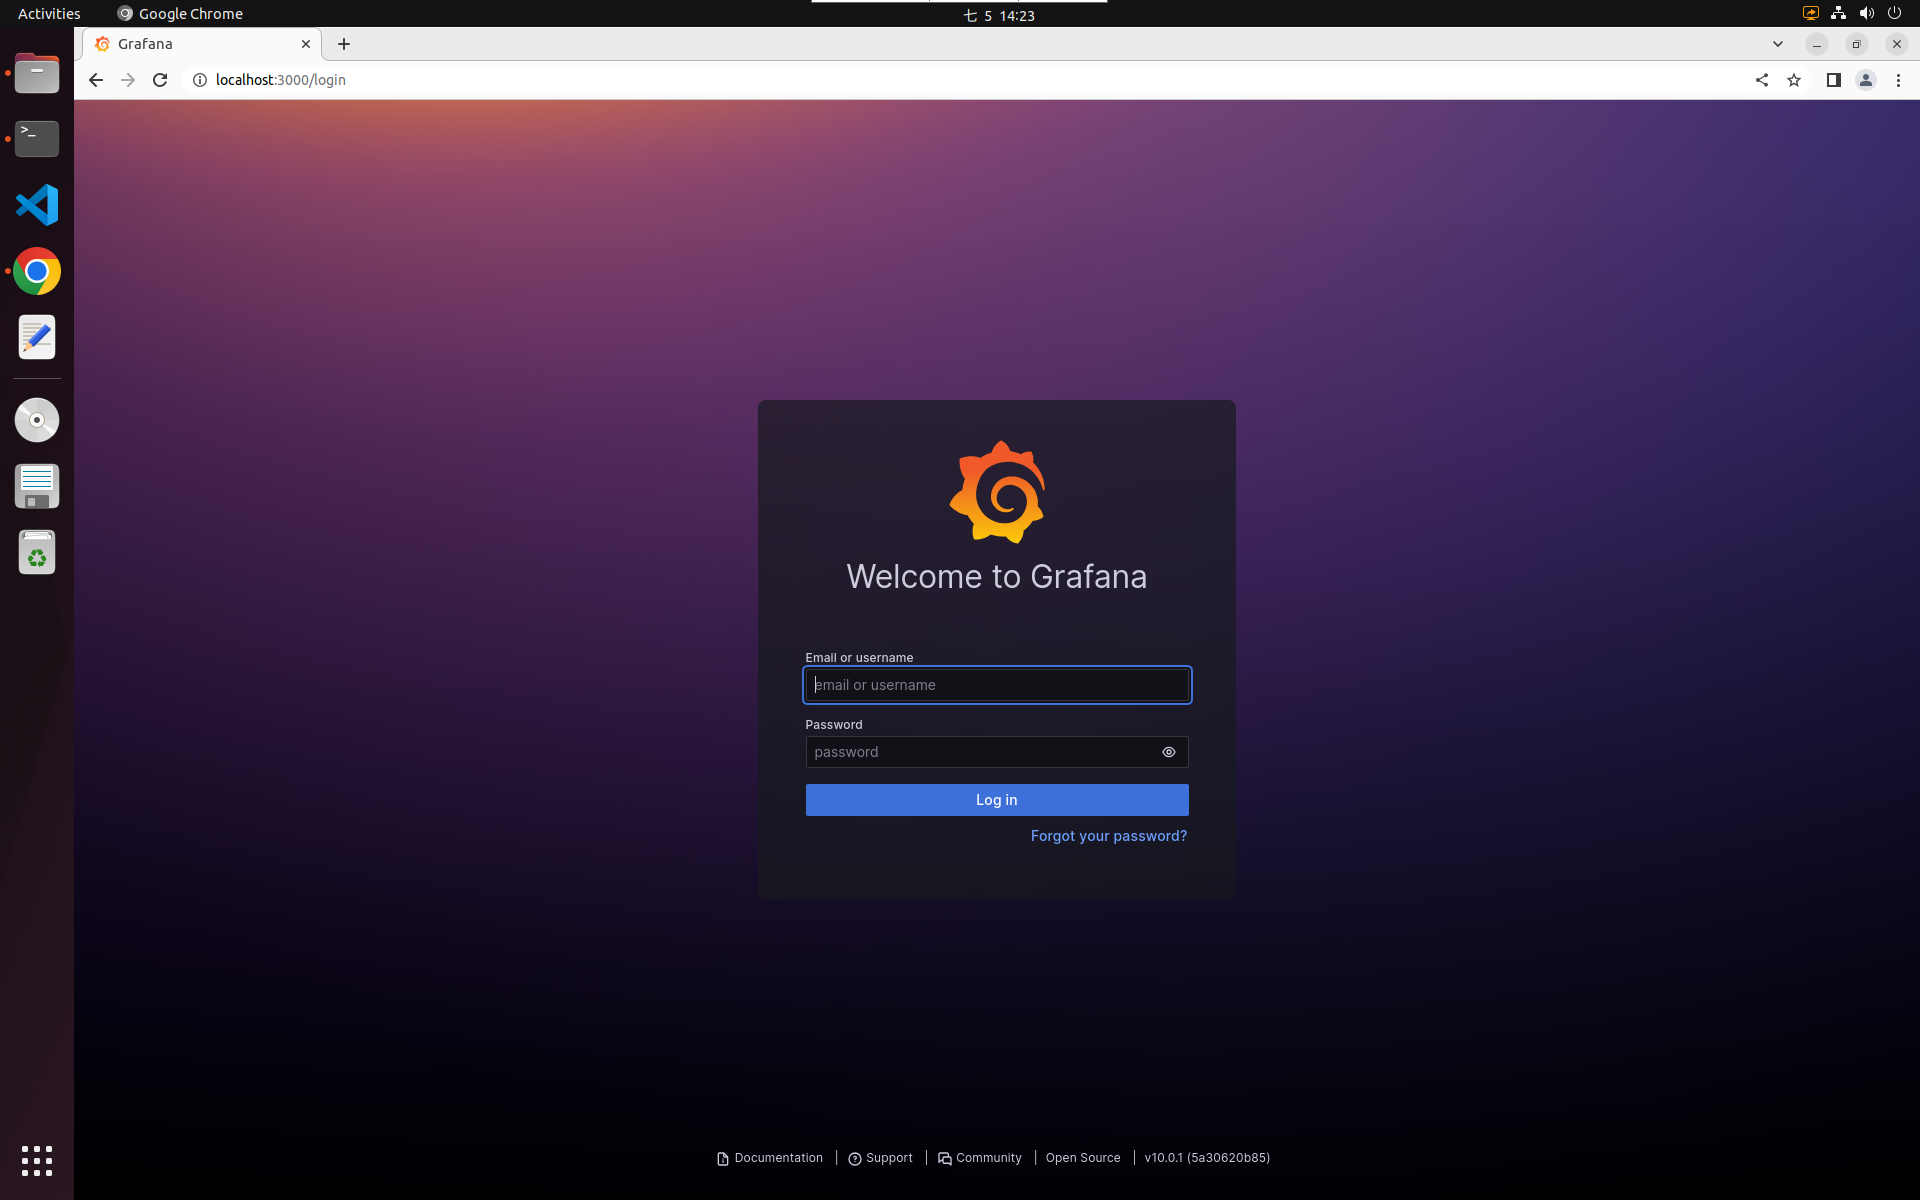 Activities
Google Chrome
七 5 14:23
Grafana
localhost:3000/login
Welcome to Grafana
Email or username
email or username
Password
password
Log in
Forgot your password?
Documentation
Support
Community
Open Source
v10.0.1 (5a30620b85)